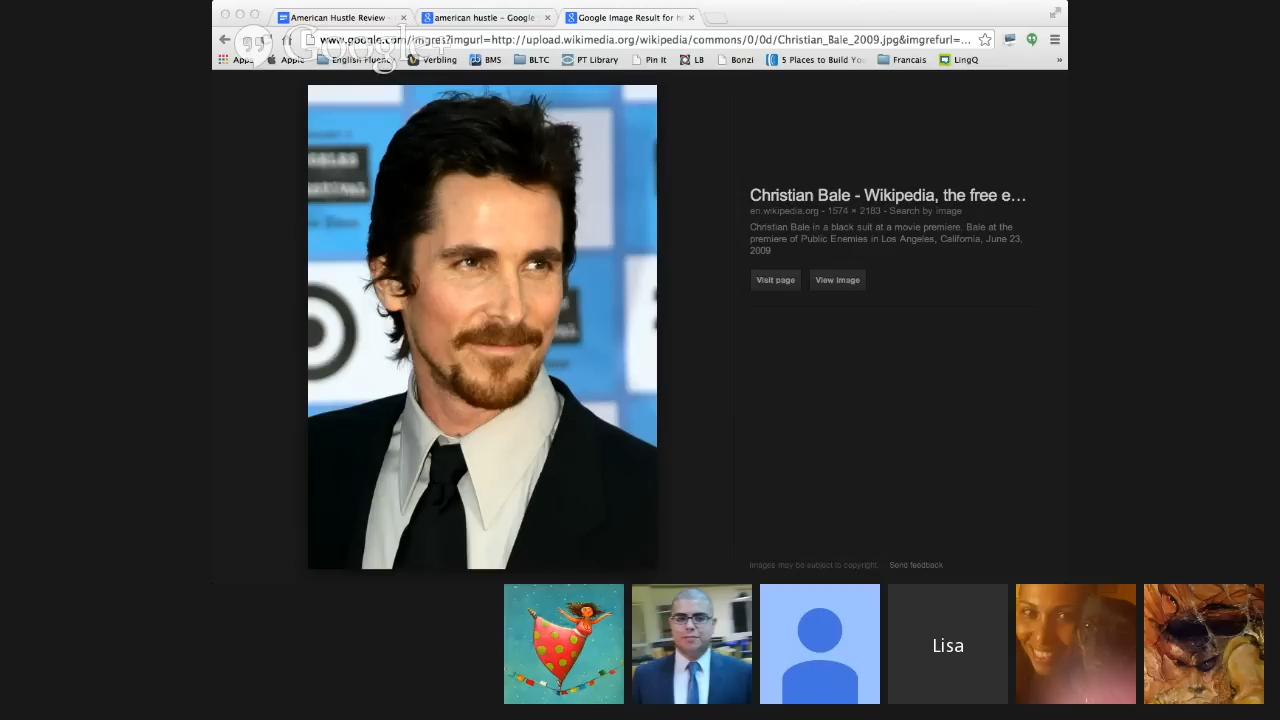 American Hustle Review
american hustle – Google
Google Image Result for h
Google+
www.google.com/imgres?imgurl=http://upload.wikimedia.org/wikipedia/commons/0/0d/Christian_Bale_2009.jpg&imgrefurl=...
Apps Apple English Fluency Verbling BMS BLTC PT Library Pin It LB Bonzi 5 Places to Build You Francais LingQ »
Christian Bale - Wikipedia, the free e...
en.wikipedia.org - 1574 × 2183 - Search by image
Christian Bale in a black suit at a movie premiere. Bale at the
premiere of Public Enemies in Los Angeles, California, June 23,
2009
Visit page View image
Images may be subject to copyright. Send feedback
Lisa